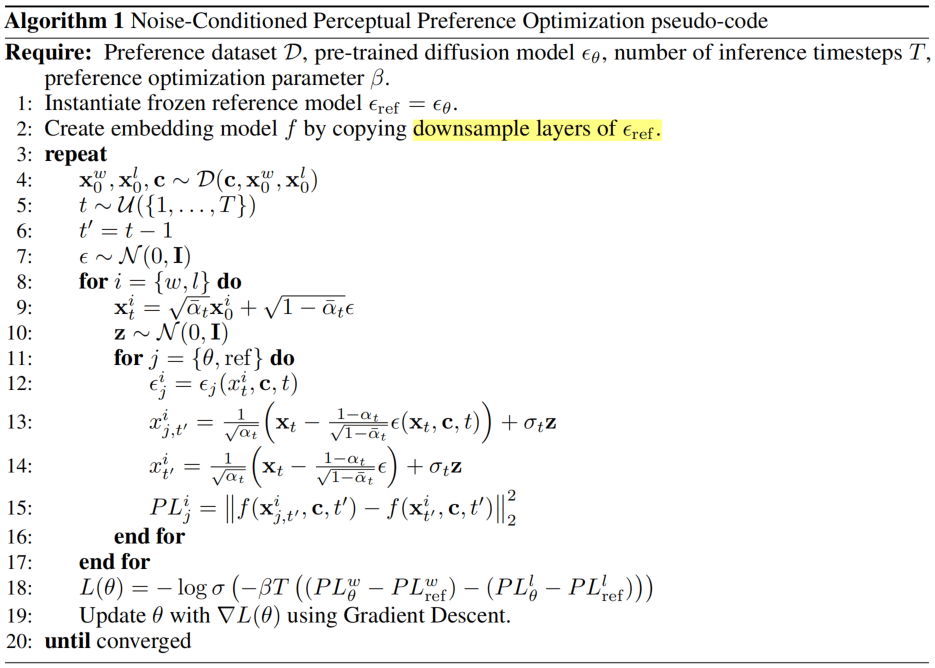 Algorithm 1 Noise-Conditioned Perceptual Preference Optimization pseudo-code
Require: Preference dataset $\mathcal{D}$, pre-trained diffusion model $\epsilon_\theta$, number of inference timesteps $T$,
preference optimization parameter $\beta$.
1: Instantiate frozen reference model $\epsilon_{\text{ref}} = \epsilon_\theta$.
2: Create embedding model $f$ by copying downsample layers of $\epsilon_{\text{ref}}$.
3: repeat
4: $\mathbf{x}_0^w, \mathbf{x}_0^l, \mathbf{c} \sim \mathcal{D}(\mathbf{c}, \mathbf{x}_0^w, \mathbf{x}_0^l)$
5: $t \sim \mathcal{U}(\{1, \ldots, T\})$
6: $t' = t - 1$
7: $\epsilon \sim \mathcal{N}(0, \mathbf{I})$
8: for $i = \{w, l\}$ do
9: $\mathbf{x}_t^i = \sqrt{\bar{\alpha}_t}\mathbf{x}_0^i + \sqrt{1 - \bar{\alpha}_t}\epsilon$
10: $\mathbf{z} \sim \mathcal{N}(0, \mathbf{I})$
11: for $j = \{\theta, \text{ref}\}$ do
12: $\epsilon_j^i = \epsilon_j(x_t^i, \mathbf{c}, t)$
13: $x_{j,t'}^i = \frac{1}{\sqrt{\alpha_t}}\left(\mathbf{x}_t - \frac{1-\alpha_t}{\sqrt{1-\bar{\alpha}_t}}\epsilon(\mathbf{x}_t, \mathbf{c}, t)\right) + \sigma_t\mathbf{z}$
14: $x_{t'}^i = \frac{1}{\sqrt{\alpha_t}}\left(\mathbf{x}_t - \frac{1-\alpha_t}{\sqrt{1-\bar{\alpha}_t}}\epsilon\right) + \sigma_t\mathbf{z}$
15: $PL_j^i = \left\|f(\mathbf{x}_{j,t'}^i, \mathbf{c}, t') - f(\mathbf{x}_{t'}^i, \mathbf{c}, t')\right\|_2^2$
16: end for
17: end for
18: $L(\theta) = -\log\sigma\left(-\beta T\left((PL_\theta^w - PL_{\text{ref}}^w) - (PL_\theta^l - PL_{\text{ref}}^l)\right)\right)$
19: Update $\theta$ with $\nabla L(\theta)$ using Gradient Descent.
20: until converged